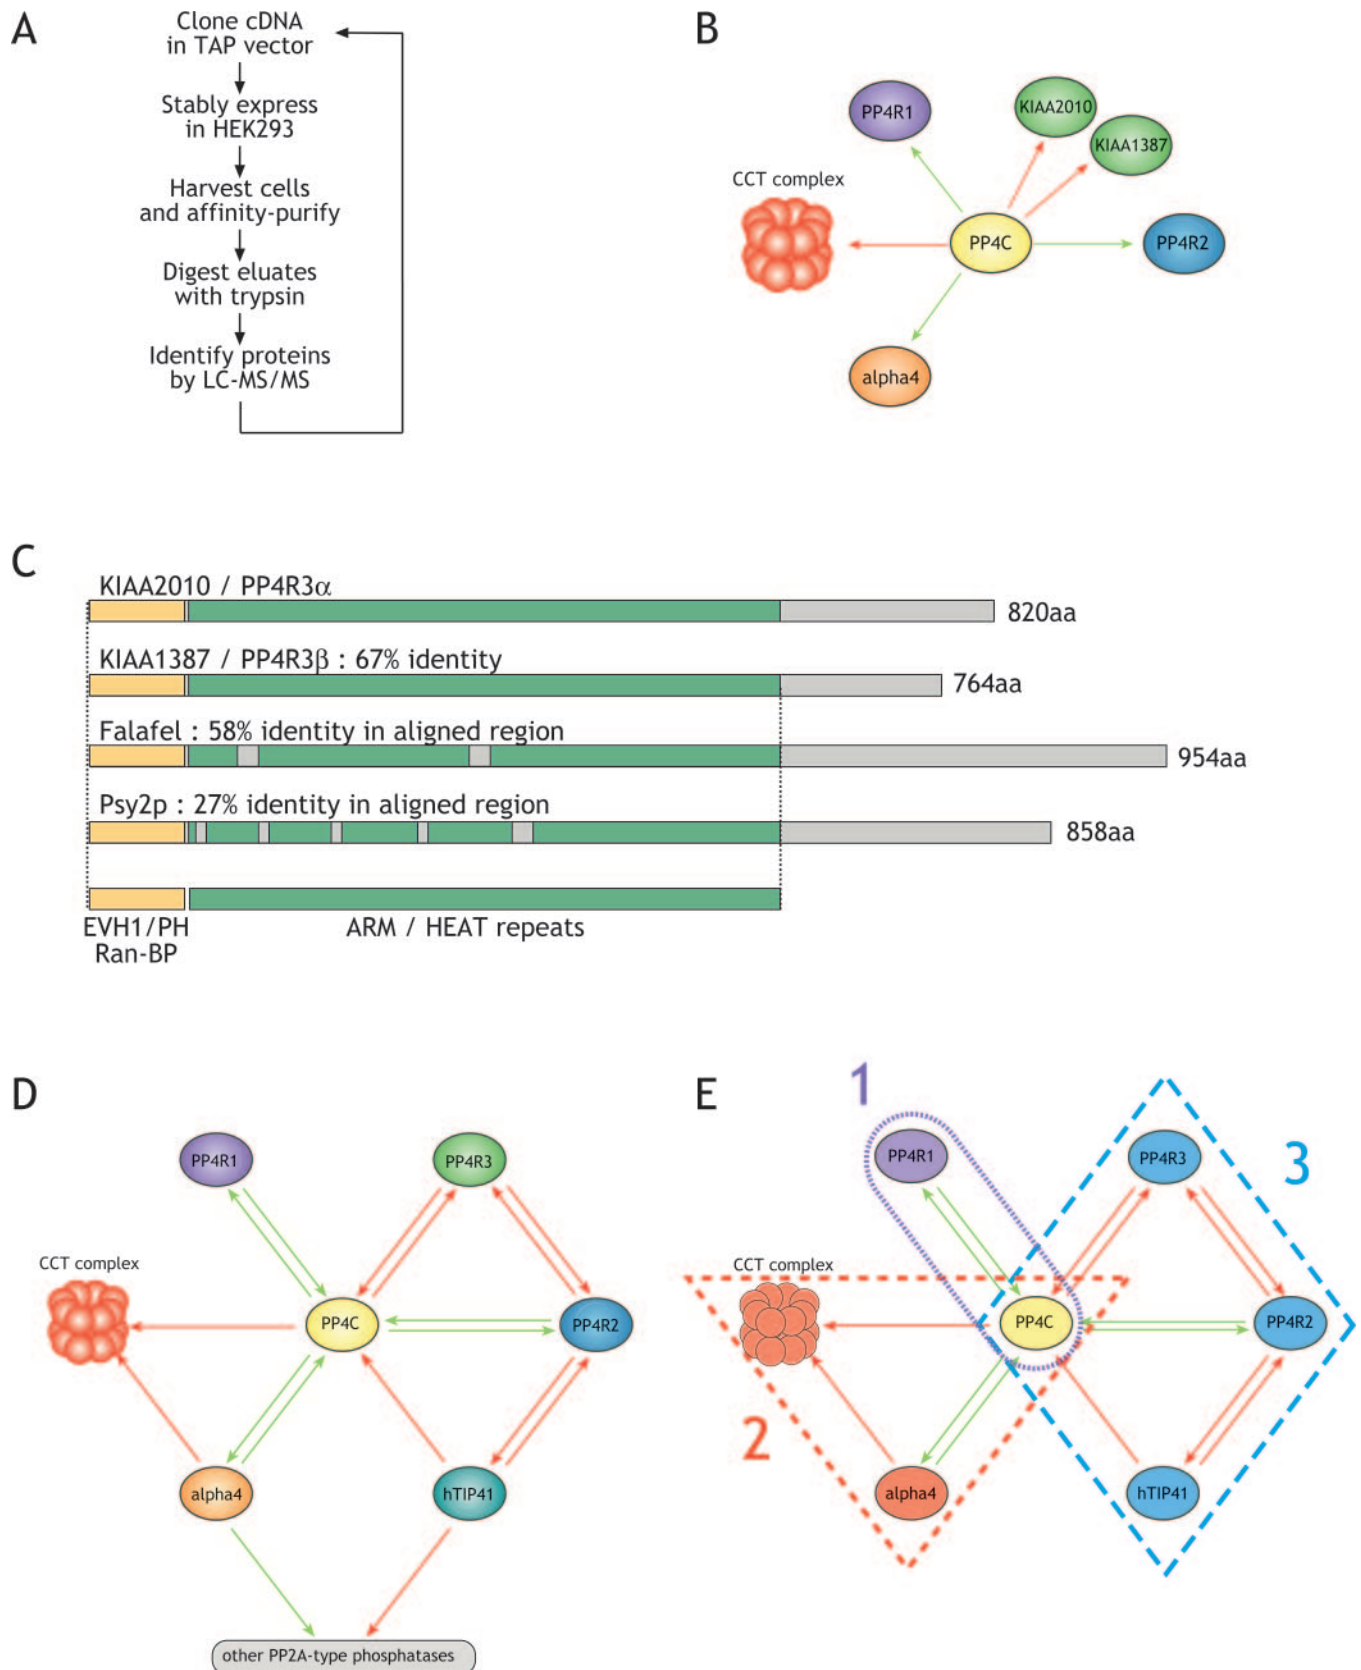 A
Clone cDNA
in TAP vector
Stably express
in HEK293
Harvest cells
and affinity-purify
Digest eluates
with trypsin
Identify proteins
by LC-MS/MS
B
PP4R1
KIAA2010
KIAA1387
CCT complex
PP4C
PP4R2
alpha4
C
KIAA2010 / PP4R3α
820aa
KIAA1387 / PP4R3β : 67% identity
764aa
Falafel : 58% identity in aligned region
954aa
Psy2p : 27% identity in aligned region
858aa
EVH1/PH
Ran-BP
ARM / HEAT repeats
D
PP4R1
PP4R3
CCT complex
PP4C
PP4R2
alpha4
hTIP41
other PP2A-type phosphatases
E
1
PP4R1
PP4R3
3
CCT complex
PP4C
PP4R2
2
alpha4
hTIP41